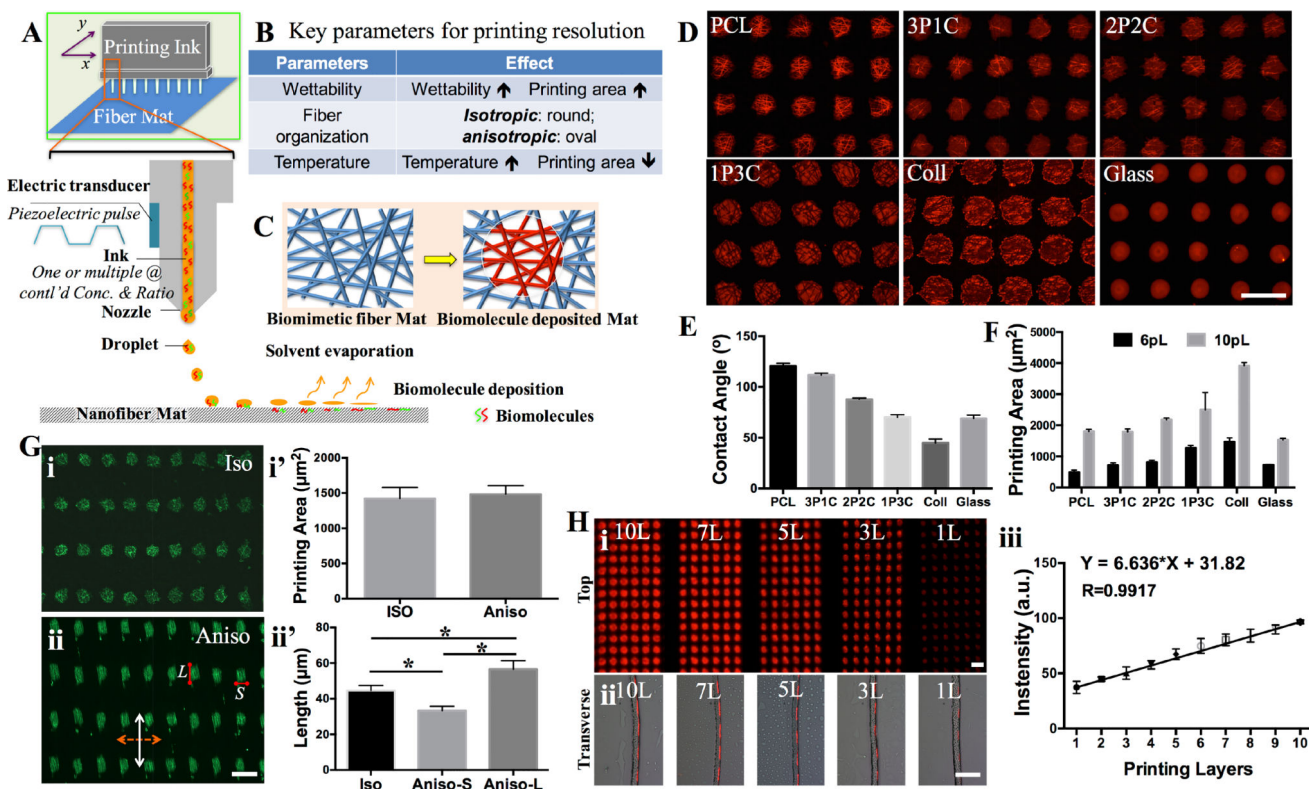 A
y
x
Printing Ink
Fiber Mat
Electric transducer
Piezoelectric pulse
Ink
One or multiple @
contl'd Conc. & Ratio
Nozzle
Droplet
Solvent evaporation
Biomolecule deposition
Nanofiber Mat
Biomolecules
B
Key parameters for printing resolution
Parameters Effect
Wettability Wettability ↑ Printing area ↑
Fiber organization Isotropic: round; anisotropic: oval
Temperature Temperature ↑ Printing area ↓
C
Biomimetic fiber Mat Biomolecule deposited Mat
D
PCL 3P1C 2P2C
1P3C Coll Glass
E
Contact Angle (º)
150
100
50
0
PCL 3P1C 2P2C 1P3C Coll Glass
F
6pL 10pL
Printing Area (µm²)
5000
4000
3000
2000
1000
0
PCL 3P1C 2P2C 1P3C Coll Glass
G
i
Iso
ii
Aniso
L
S
i'
Printing Area (µm²)
2000
1500
1000
500
0
ISO Aniso
ii'
Length (µm)
80
60
40
20
0
* * *
Iso Aniso-S Aniso-L
H
i
Top
10L 7L 5L 3L 1L
ii
Transverse
10L 7L 5L 3L 1L
iii
Y = 6.636*X + 31.82
R=0.9917
Instensity (a.u.)
150
100
50
0
1 2 3 4 5 6 7 8 9 10
Printing Layers